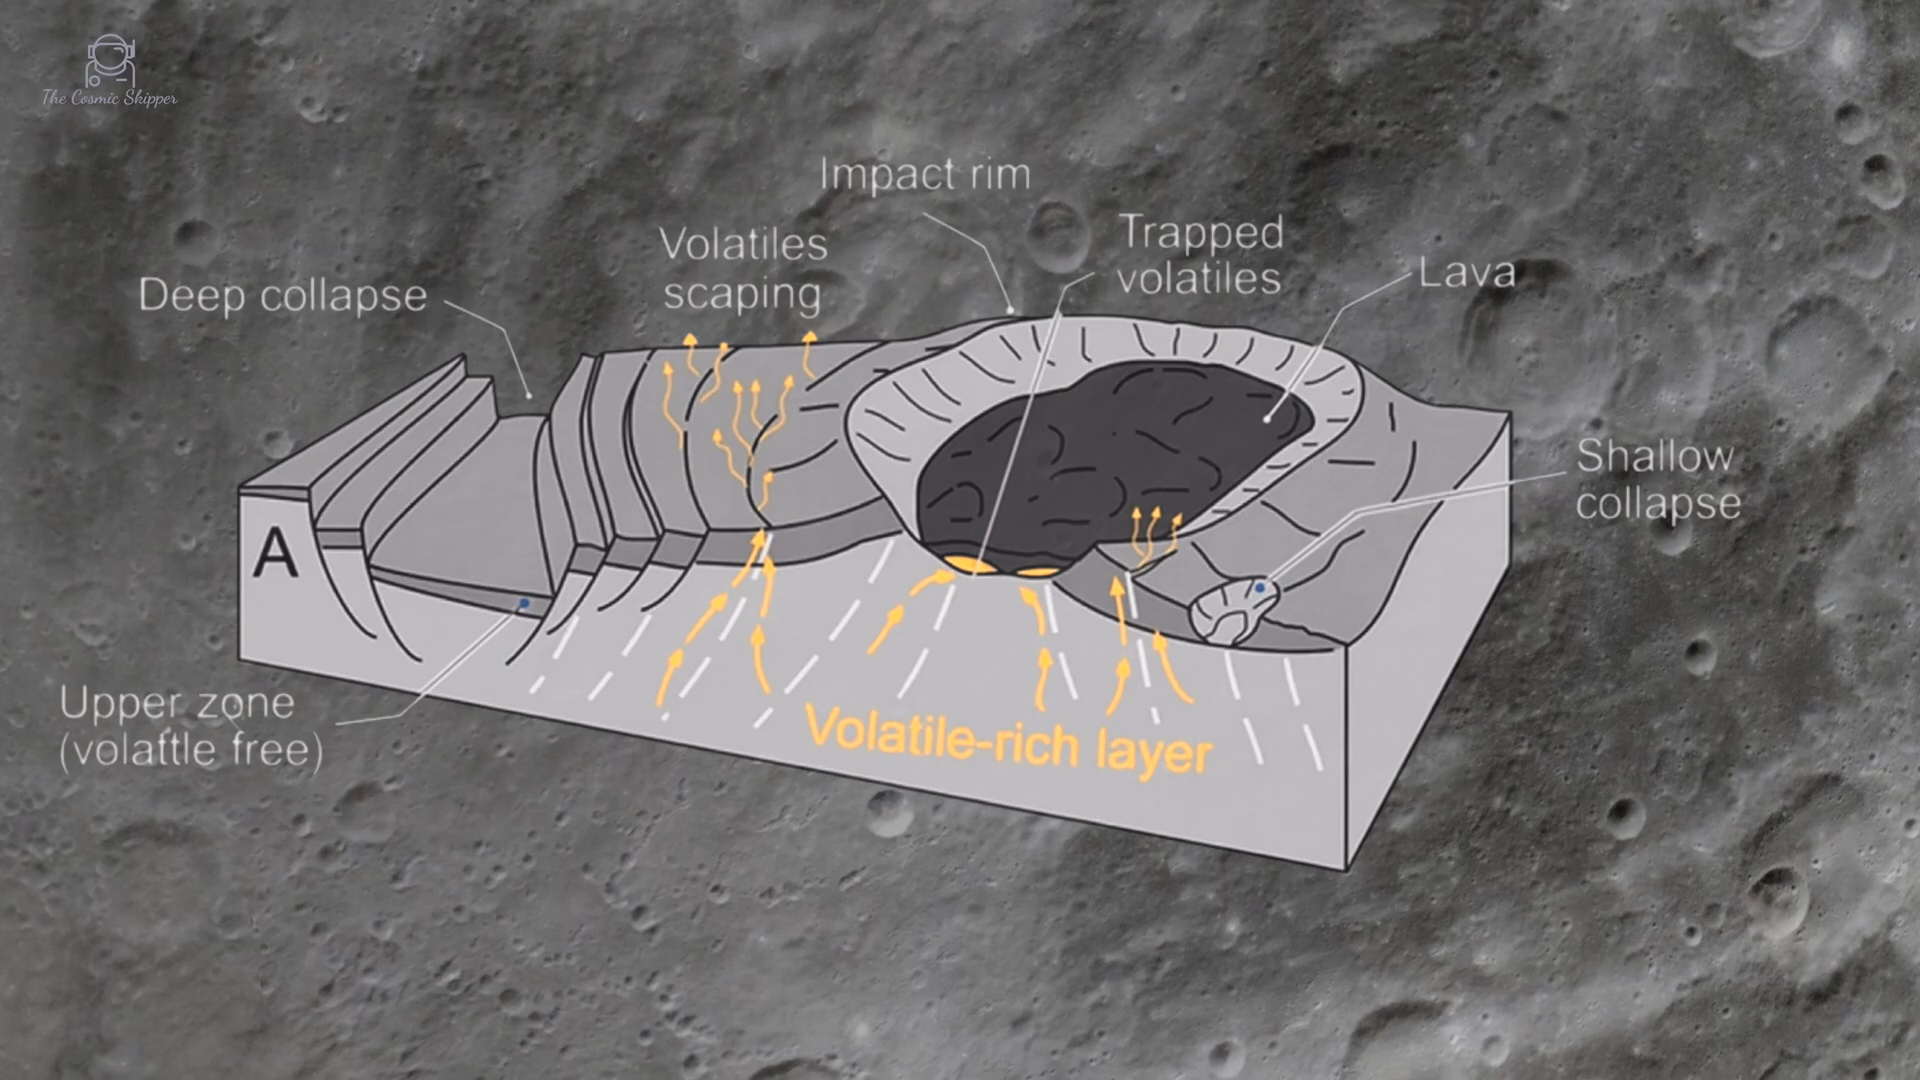 The Cosmic Skipper
Impact rim
Volatiles
scaping
Trapped
volatiles
Lava
Deep collapse
Shallow
collapse
A
Upper zone
(volattle free)
Volatile-rich layer